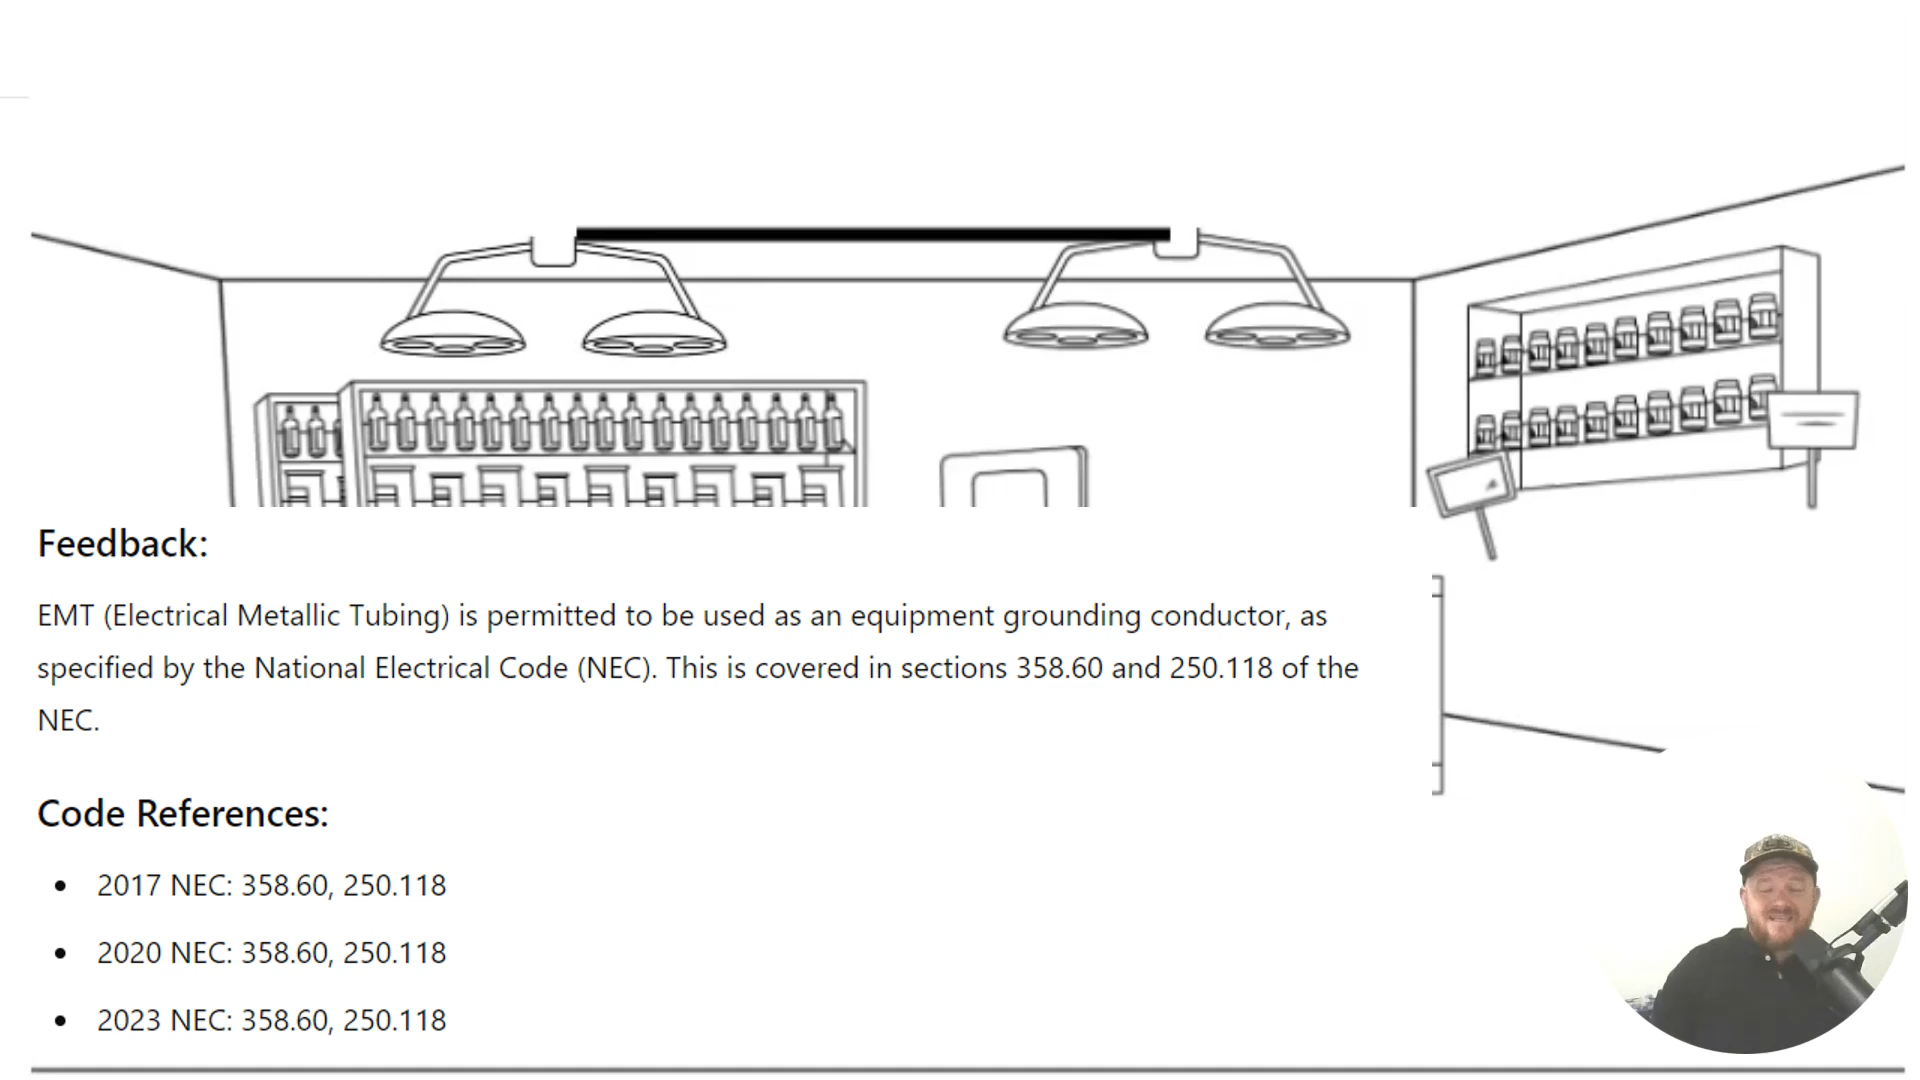 Feedback:
EMT (Electrical Metallic Tubing) is permitted to be used as an equipment grounding conductor, as
specified by the National Electrical Code (NEC). This is covered in sections 358.60 and 250.118 of the
NEC.
Code References:
• 2017 NEC: 358.60, 250.118
• 2020 NEC: 358.60, 250.118
• 2023 NEC: 358.60, 250.118